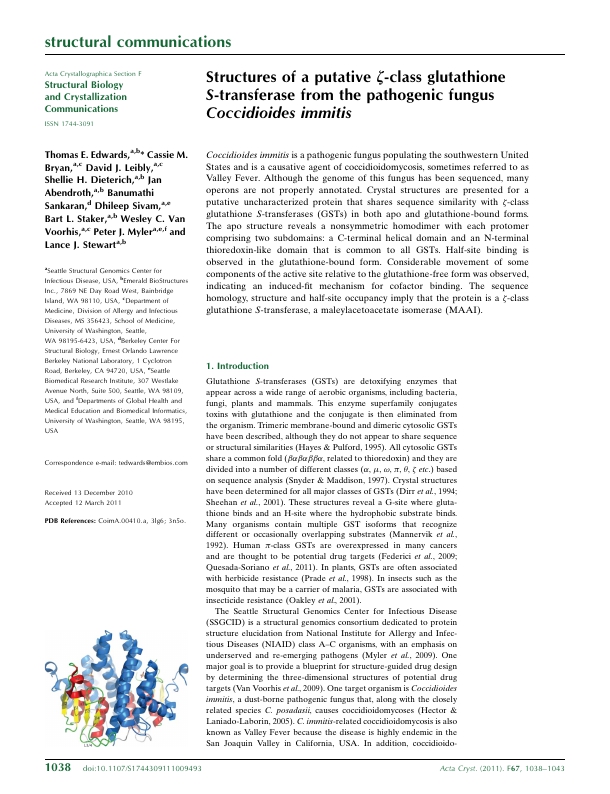 structural communications
Acta Crystallographica Section F
Structural Biology
and Crystallization
Communications
ISSN 1744-3091
Thomas E. Edwards,a,b* Cassie M.
Bryan,a,c David J. Leibly,a,c
Shellie H. Dieterich,a,b Jan
Abendroth,a,b Banumathi
Sankaran,d Dhileep Sivam,a,e
Bart L. Staker,a,b Wesley C. Van
Voorhis,a,c Peter J. Myler a,e,f and
Lance J. Stewart a,b
aSeattle Structural Genomics Center for
Infectious Disease, USA, bEmerald BioStructures
Inc., 7869 NE Day Road West, Bainbridge
Island, WA 98110, USA, cDepartment of
Medicine, Division of Allergy and Infectious
Diseases, MS 356423, School of Medicine,
University of Washington, Seattle,
WA 98195-6423, USA, dBerkeley Center For
Structural Biology, Ernest Orlando Lawrence
Berkeley National Laboratory, 1 Cyclotron
Road, Berkeley, CA 94720, USA, eSeattle
Biomedical Research Institute, 307 Westlake
Avenue North, Suite 500, Seattle, WA 98109,
USA, and fDepartments of Global Health and
Medical Education and Biomedical Informatics,
University of Washington, Seattle, WA 98195,
USA
Correspondence e-mail: tedwards@embios.com
Received 13 December 2010
Accepted 12 March 2011
PDB References: CoimA.00410.a, 3lg6; 3n5o.
Structures of a putative ζ-class glutathione
S-transferase from the pathogenic fungus
Coccidioides immitis
Coccidioides immitis is a pathogenic fungus populating the southwestern United
States and is a causative agent of coccidioidomycosis, sometimes referred to as
Valley Fever. Although the genome of this fungus has been sequenced, many
operons are not properly annotated. Crystal structures are presented for a
putative uncharacterized protein that shares sequence similarity with ζ-class
glutathione S-transferases (GSTs) in both apo and glutathione-bound forms.
The apo structure reveals a nonsymmetric homodimer with each protomer
comprising two subdomains: a C-terminal helical domain and an N-terminal
thioredoxin-like domain that is common to all GSTs. Half-site binding is
observed in the glutathione-bound form. Considerable movement of some
components of the active site relative to the glutathione-free form was observed,
indicating an induced-fit mechanism for cofactor binding. The sequence
homology, structure and half-site occupancy imply that the protein is a ζ-class
glutathione S-transferase, a maleylacetoacetate isomerase (MAAI).
1. Introduction
Glutathione S-transferases (GSTs) are detoxifying enzymes that
appear across a wide range of aerobic organisms, including bacteria,
fungi, plants and mammals. This enzyme superfamily conjugates
toxins with glutathione and the conjugate is then eliminated from
the organism. Trimeric membrane-bound and dimeric cytosolic GSTs
have been described, although they do not appear to share sequence
or structural similarities (Hayes & Pulford, 1995). All cytosolic GSTs
share a common fold (βαβαββα, related to thioredoxin) and they are
divided into a number of different classes (α, μ, ω, π, θ, ζ etc.) based
on sequence analysis (Snyder & Maddison, 1997). Crystal structures
have been determined for all major classes of GSTs (Dirr et al., 1994;
Sheehan et al., 2001). These structures reveal a G-site where gluta-
thione binds and an H-site where the hydrophobic substrate binds.
Many organisms contain multiple GST isoforms that recognize
different or occasionally overlapping substrates (Mannervik et al.,
1992). Human π-class GSTs are overexpressed in many cancers
and are thought to be potential drug targets (Federici et al., 2009;
Quesada-Soriano et al., 2011). In plants, GSTs are often associated
with herbicide resistance (Prade et al., 1998). In insects such as the
mosquito that may be a carrier of malaria, GSTs are associated with
insecticide resistance (Oakley et al., 2001).
The Seattle Structural Genomics Center for Infectious Disease
(SSGCID) is a structural genomics consortium dedicated to protein
structure elucidation from National Institute for Allergy and Infec-
tious Diseases (NIAID) class A–C organisms, with an emphasis on
underserved and re-emerging pathogens (Myler et al., 2009). One
major goal is to provide a blueprint for structure-guided drug design
by determining the three-dimensional structures of potential drug
targets (Van Voorhis et al., 2009). One target organism is Coccidioides
immitis, a dust-borne pathogenic fungus that, along with the closely
related species C. posadasii, causes coccidioidomycoses (Hector &
Laniado-Laborin, 2005). C. immitis-related coccidioidomycosis is also
known as Valley Fever because the disease is highly endemic in the
San Joaquin Valley in California, USA. In addition, coccidioido-
1038 doi:10.1107/S1744309111009493
Acta Cryst. (2011). F67, 1038–1043